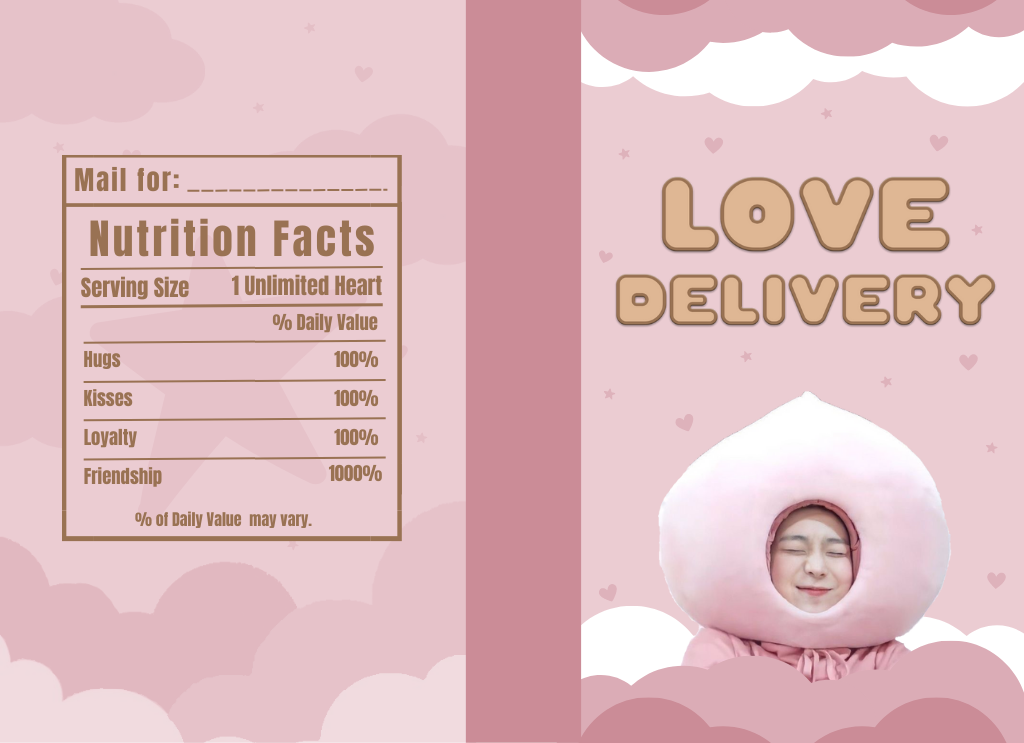 Mail for: _______________.
Nutrition Facts
Serving Size 1 Unlimited Heart
% Daily Value
Hugs 100%
Kisses 100%
Loyalty 100%
Friendship 1000%
% of Daily Value may vary.
LOVE
DELIVERY